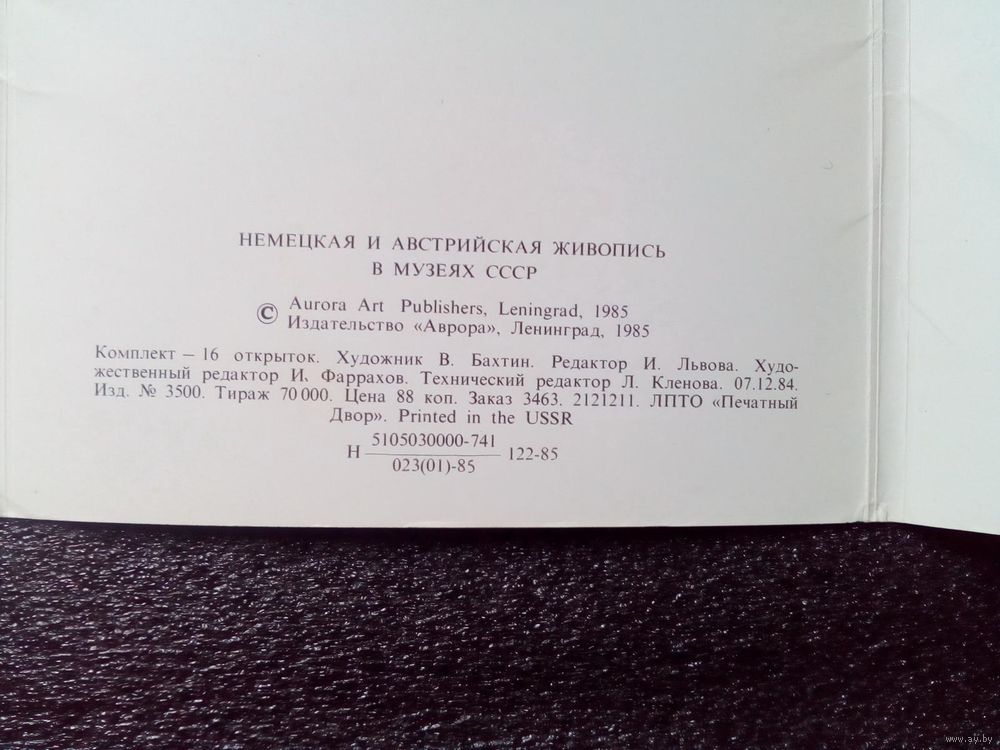 НЕМЕЦКАЯ И АВСТРИЙСКАЯ ЖИВОПИСЬ
В МУЗЕЯХ СССР
© Aurora Art Publishers, Leningrad, 1985
Издательство «Аврора», Ленинград, 1985
Комплект – 16 открыток. Художник В. Бахтин. Редактор И. Львова. Худо-
жественный редактор И. Фаррахов. Технический редактор Л. Кленова. 07.12.84.
Изд. № 3500. Тираж 70 000. Цена 88 коп. Заказ 3463. 2121211. ЛПТО «Печатный
Двор». Printed in the USSR
5105030000-741
Н 122-85
023(01)-85
www.ay.by